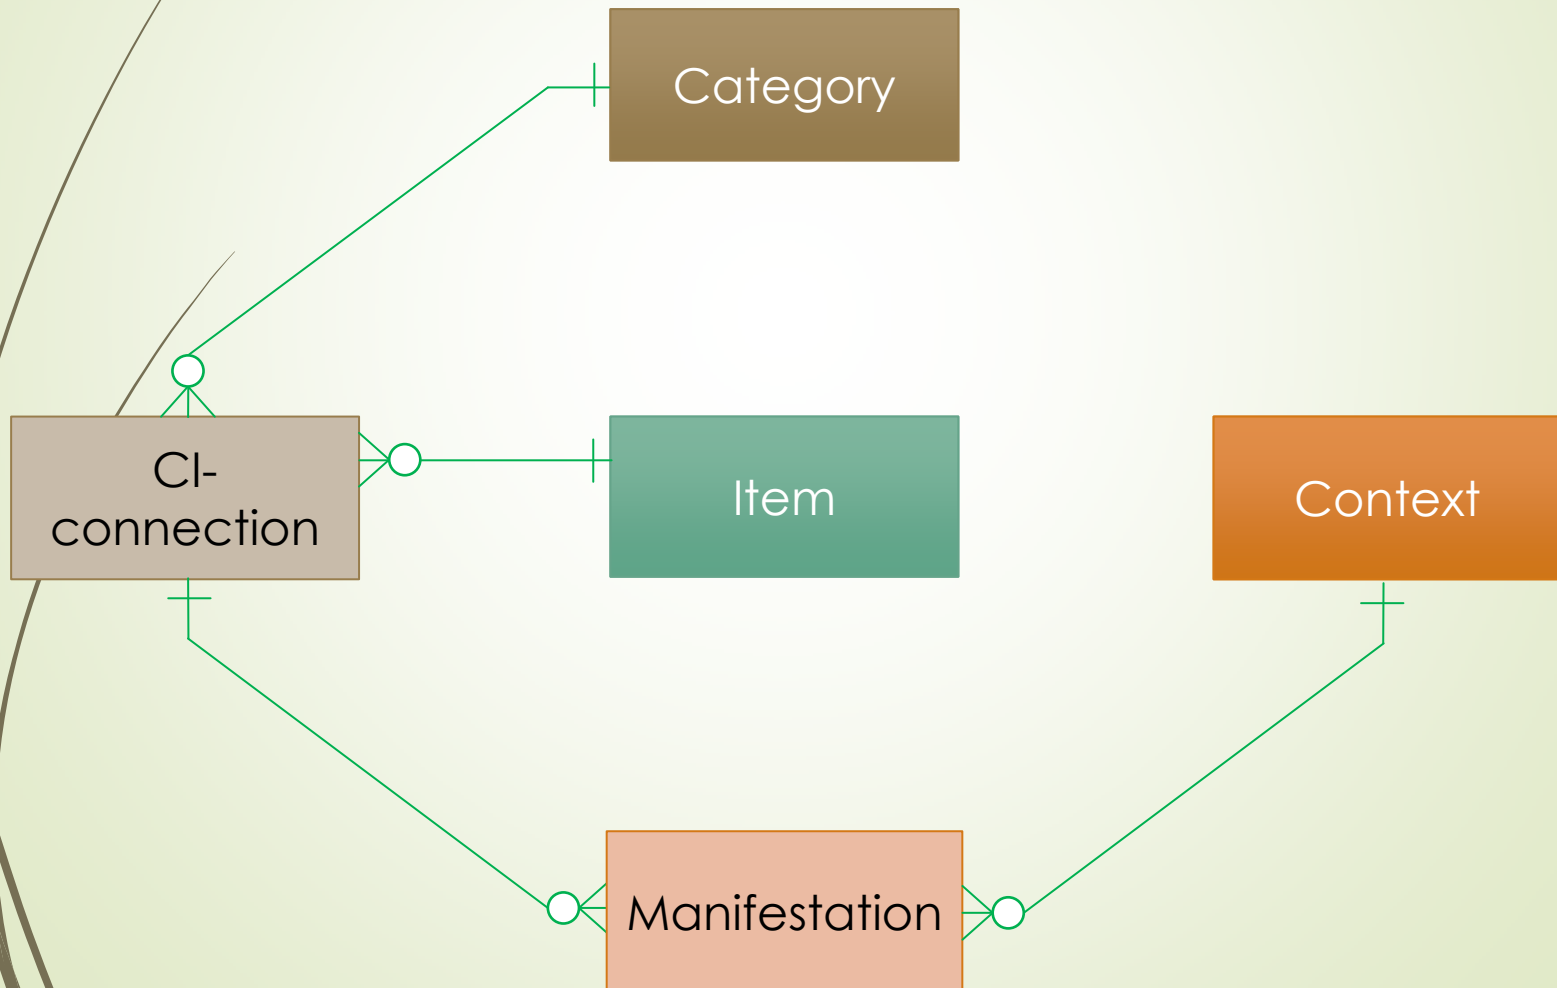 Category
CI-
connection
Item
Context
Manifestation